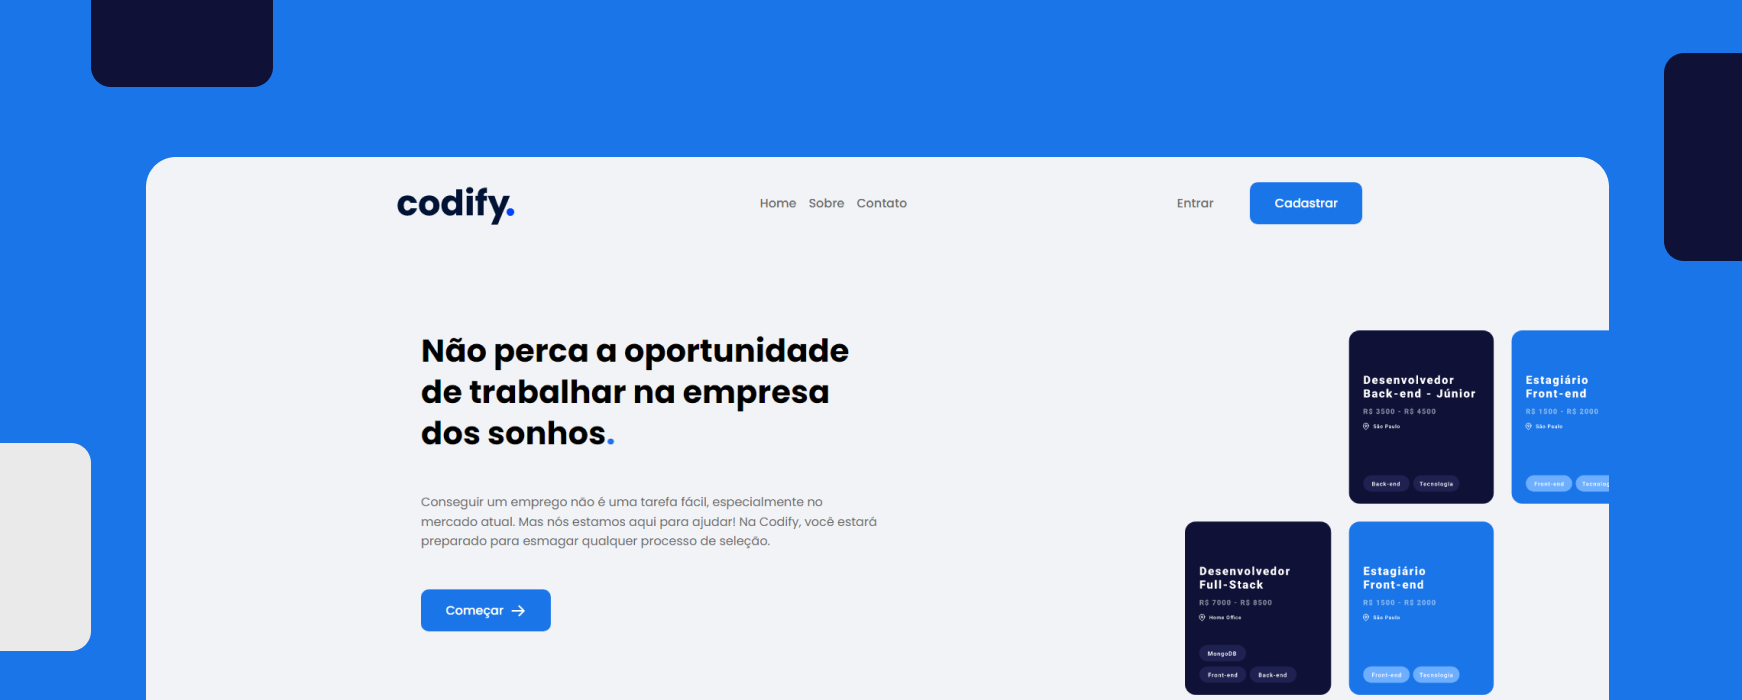 codify.
Home Sobre Contato
Entrar
Cadastrar
Não perca a oportunidade
de trabalhar na empresa
dos sonhos.
Conseguir um emprego não é uma tarefa fácil, especialmente no
mercado atual. Mas nós estamos aqui para ajudar! Na Codify, você estará
preparado para esmagar qualquer processo de seleção.
Começar →
Desenvolvedor
Back-end - Júnior
R$ 3500 - R$ 4500
São Paulo
Back-end Tecnologia
Estagiário
Front-end
R$ 1500 - R$ 2000
São Paulo
Front-end Tecnolog
Desenvolvedor
Full-Stack
R$ 7000 - R$ 8500
Home Office
MongoDB
Front-end Back-end
Estagiário
Front-end
R$ 1500 - R$ 2000
São Paulo
Front-end Tecnologia